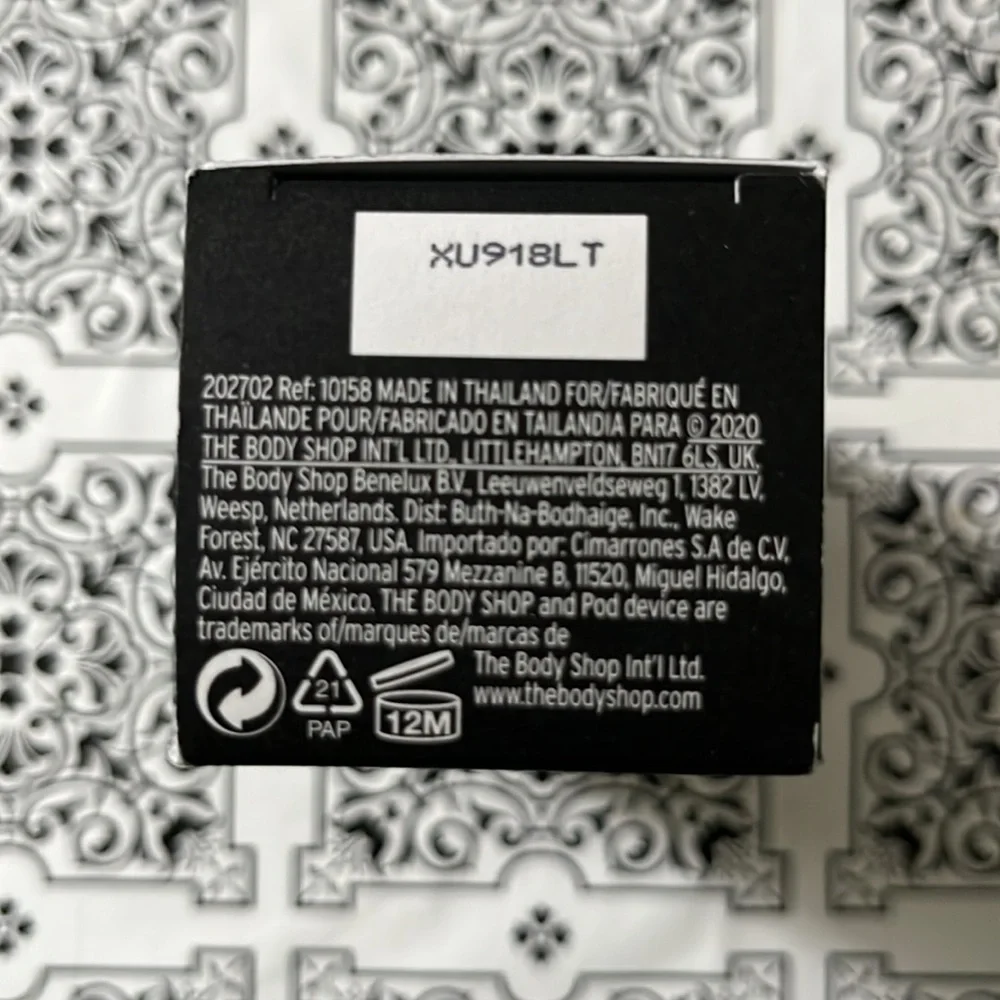 XU918LT
202702 Ref: 10158 MADE IN THAILAND FOR/FABRIQUÉ EN
THAÏLANDE POUR/FABRICADO EN TAILANDIA PARA © 2020
THE BODY SHOP INT'L LTD., LITTLEHAMPTON, BN17 6LS, UK.
The Body Shop Benelux B.V., Leeuwenveldseweg 1, 1382 LV,
Weesp, Netherlands. Dist: Buth-Na-Bodhaige, Inc., Wake
Forest, NC 27587, USA. Importado por: Cimarrones S.A de C.V,
Av. Ejército Nacional 579 Mezzanine B, 11520, Miguel Hidalgo,
Ciudad de México. THE BODY SHOP and Pod device are
trademarks of/marques de/marcas de
The Body Shop Int'l Ltd.
www.thebodyshop.com
21
PAP
12M